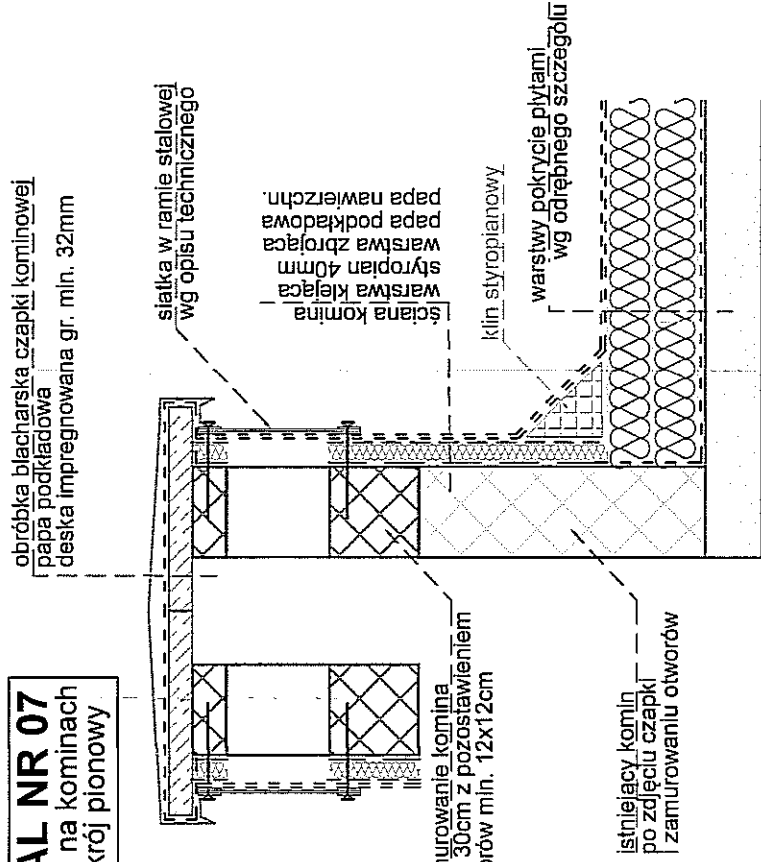 AL NR 07
na kominach
krój pionowy
obróbka blacharska czapki kominowej
papa podkładowa
deska impregnowana gr. min. 32mm
siatka w ramie stalowej
wg opisu technicznego
ściana komina
warstwa klejąca
styropian 40mm
warstwa zbrojąca
papa podkładowa
papa nawierzchn.
klin styropianowy
warstwy pokrycie płytami
wg odrębnego szczegółu
murowanie komina
30cm z pozostawieniem
orów min. 12x12cm
istniejący komin
po zdjęciu czapki
i zamurowaniu otworów